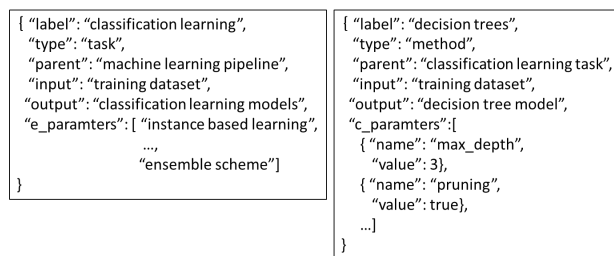 { “label”: “classification learning”,
“type”: “task”,
“parent”: “machine learning pipeline”,
“input”: “training dataset”,
“output”: “classification learning models”,
“e_paramters”: [ “instance based learning”,
…,
“ensemble scheme”]
}
{ “label”: “decision trees”,
“type”: “method”,
“parent”: “classification learning task”,
“input”: “training dataset”,
“output”: “decision tree model”,
“c_paramters”:[
{ “name”: “max_depth”,
“value”: 3},
{ “name”: “pruning”,
“value”: true},
…]
}